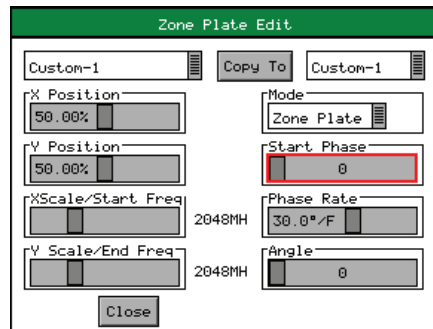 Zone Plate Edit
Custom-1 Copy To Custom-1
X Position Mode
50.00% Zone Plate
Y Position Start Phase
50.00% 0
XScale/Start Freq Phase Rate
2048MH 30.0°/F
Y Scale/End Freq Angle
2048MH 0
Close